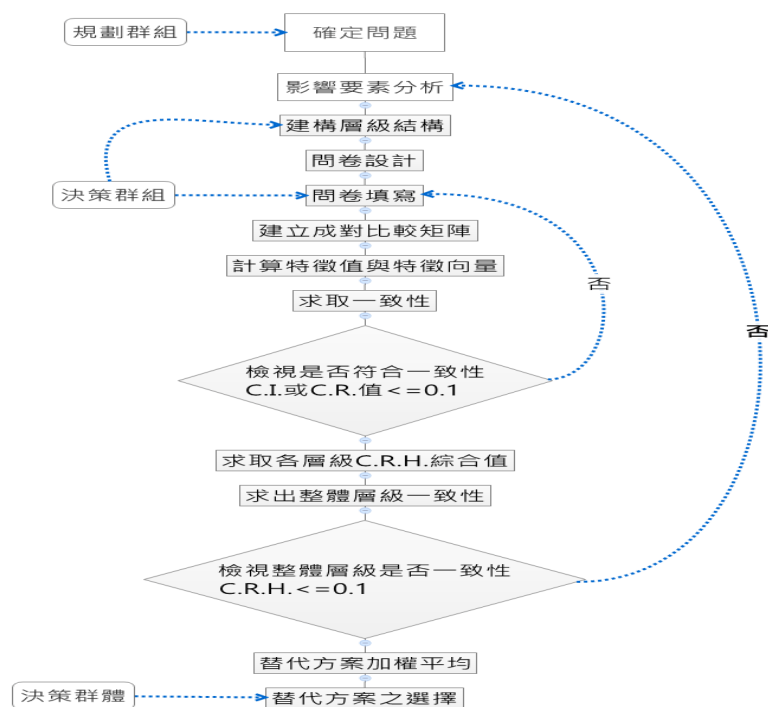 規劃群組
確定問題
影響要素分析
建構層級結構
問卷設計
決策群組
問卷填寫
建立成對比較矩陣
計算特徵值與特徵向量
否
求取一致性
否
檢視是否符合一致性
C.I.或C.R.值<=0.1
求取各層級C.R.H.綜合值
求出整體層級一致性
檢視整體層級是否一致性
C.R.H.<=0.1
替代方案加權平均
決策群體
替代方案之選擇